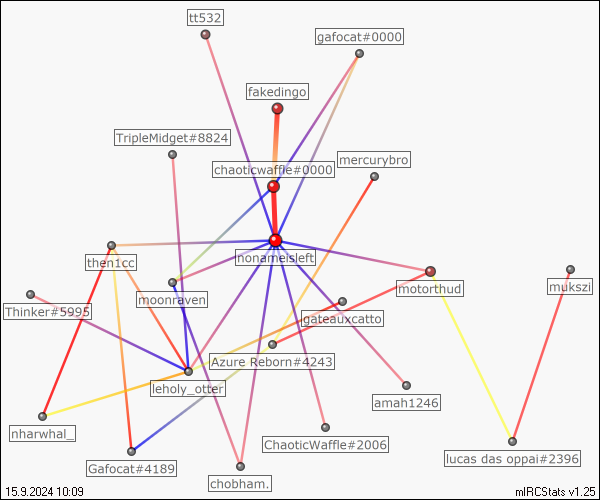 tt532
gafocat#0000
fakedingo
TripleMidget#8824
mercurybro
chaoticwaffle#0000
nonameisleft
then1cc
motorthud
mukszi
moonraven
Thinker#5995
gateauxcatto
Azure Reborn#4243
leholy_otter
amah1246
nharwhal_
ChaoticWaffle#2006
lucas das oppai#2396
Gafocat#4189
chobham.
15.9.2024 10:09
mIRCStats v1.25